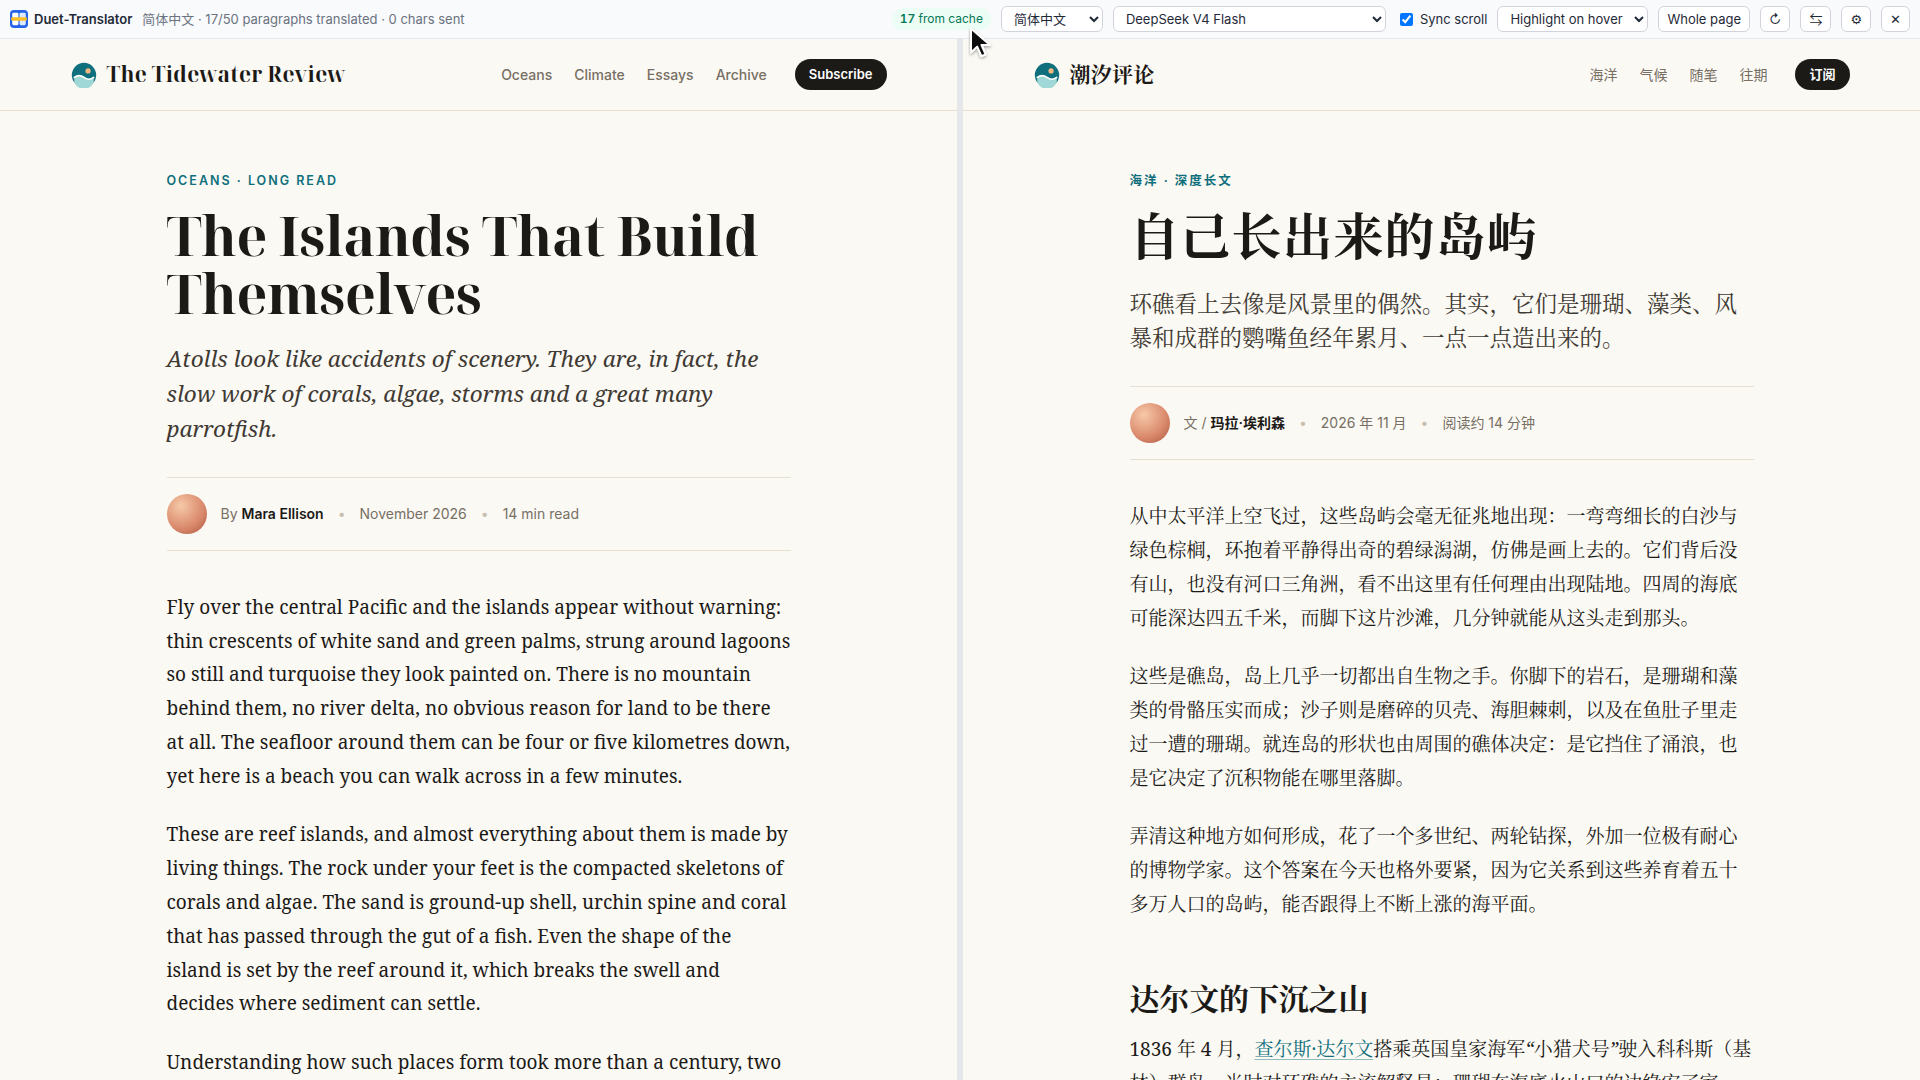 Duet-Translator 简体中文 · 17/50 paragraphs translated · 0 chars sent
17 from cache 简体中文 DeepSeek V4 Flash Sync scroll Highlight on hover Whole page
The Tidewater Review Oceans Climate Essays Archive Subscribe
OCEANS · LONG READ
The Islands That Build
Themselves
Atolls look like accidents of scenery. They are, in fact, the
slow work of corals, algae, storms and a great many
parrotfish.
By Mara Ellison • November 2026 • 14 min read
Fly over the central Pacific and the islands appear without warning:
thin crescents of white sand and green palms, strung around lagoons
so still and turquoise they look painted on. There is no mountain
behind them, no river delta, no obvious reason for land to be there
at all. The seafloor around them can be four or five kilometres down,
yet here is a beach you can walk across in a few minutes.
These are reef islands, and almost everything about them is made by
living things. The rock under your feet is the compacted skeletons of
corals and algae. The sand is ground-up shell, urchin spine and coral
that has passed through the gut of a fish. Even the shape of the
island is set by the reef around it, which breaks the swell and
decides where sediment can settle.
Understanding how such places form took more than a century, two
潮汐评论 海洋 气候 随笔 往期 订阅
海洋 · 深度长文
自己长出来的岛屿
环礁看上去像是风景里的偶然。其实，它们是珊瑚、藻类、风
暴和成群的鹦嘴鱼经年累月、一点一点造出来的。
文 / 玛拉·埃利森 • 2026 年 11 月 • 阅读约 14 分钟
从中太平洋上空飞过，这些岛屿会毫无征兆地出现：一弯弯细长的白沙与
绿色棕榈，环抱着平静得出奇的碧绿潟湖，仿佛是画上去的。它们背后没
有山，也没有河口三角洲，看不出这里有任何理由出现陆地。四周的海底
可能深达四五千米，而脚下这片沙滩，几分钟就能从这头走到那头。
这些是礁岛，岛上几乎一切都出自生物之手。你脚下的岩石，是珊瑚和藻
类的骨骼压实而成；沙子则是磨碎的贝壳、海胆棘刺，以及在鱼肚子里走
过一遭的珊瑚。就连岛的形状也由周围的礁体决定：是它挡住了涌浪，也
是它决定了沉积物能在哪里落脚。
弄清这种地方如何形成，花了一个多世纪、两轮钻探，外加一位极有耐心
的博物学家。这个答案在今天也格外要紧，因为它关系到这些养育着五十
多万人口的岛屿，能否跟得上不断上涨的海平面。
达尔文的下沉之山
1836 年 4 月，查尔斯·达尔文搭乘英国皇家海军“小猎犬号”驶入科科斯（基